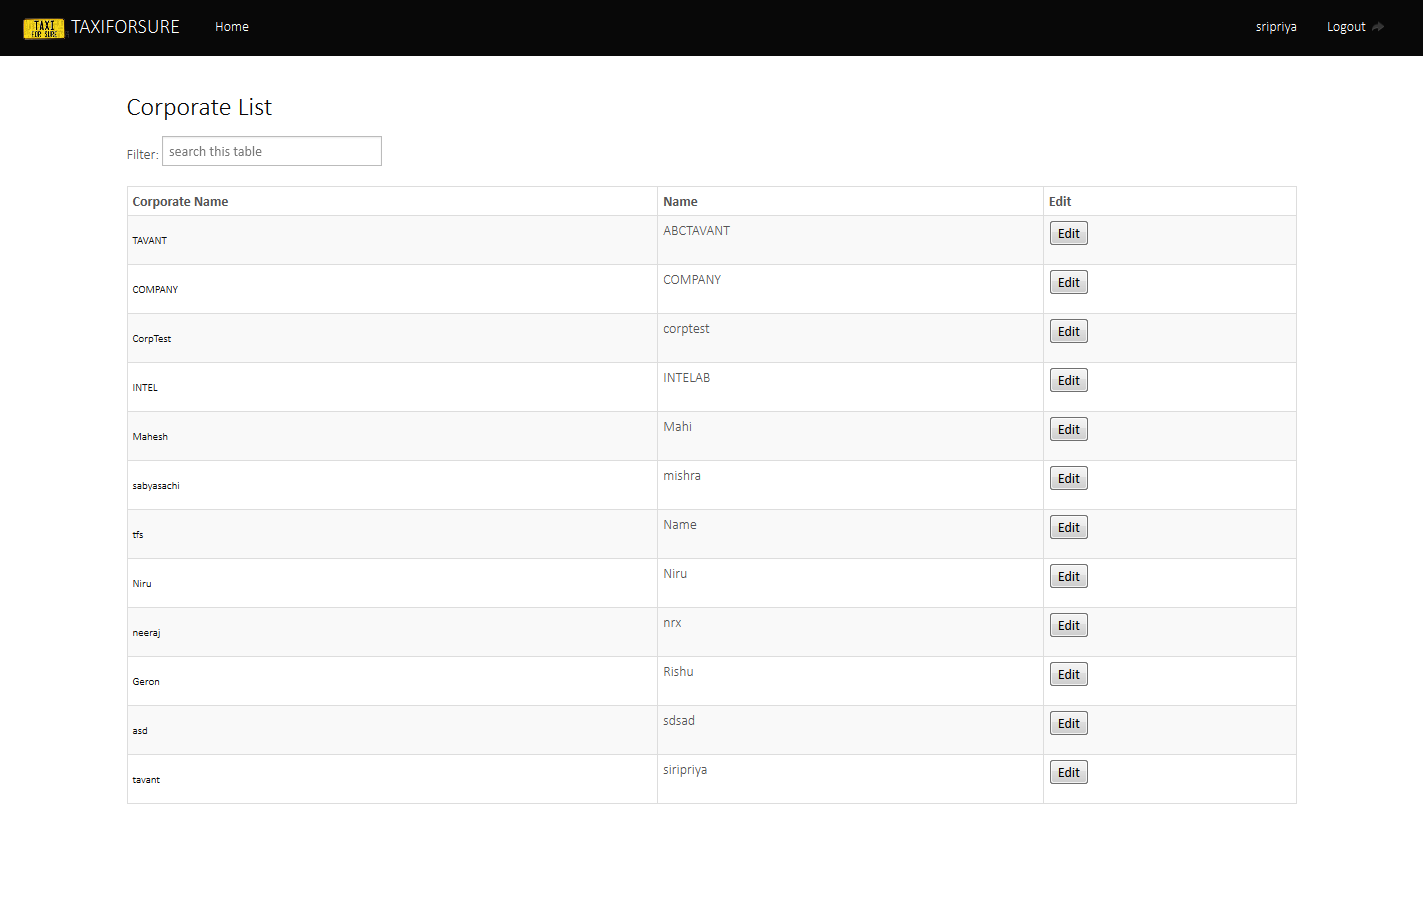 TAXI FOR SURE TAXIFORSURE Home sripriya Logout
Corporate List
Filter: search this table
Corporate Name Name Edit
TAVANT ABCTAVANT Edit
COMPANY COMPANY Edit
CorpTest corptest Edit
INTEL INTELAB Edit
Mahesh Mahi Edit
sabyasachi mishra Edit
tfs Name Edit
Niru Niru Edit
neeraj nrx Edit
Geron Rishu Edit
asd sdsad Edit
tavant siripriya Edit